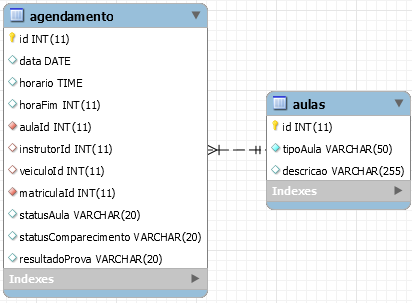 agendamento
id INT(11)
data DATE
horario TIME
horaFim INT(11)
aulaId INT(11)
instrutorId INT(11)
veiculoId INT(11)
matriculaId INT(11)
statusAula VARCHAR(20)
statusComparecimento VARCHAR(20)
resultadoProva VARCHAR(20)
Indexes
aulas
id INT(11)
tipoAula VARCHAR(50)
descricao VARCHAR(255)
Indexes